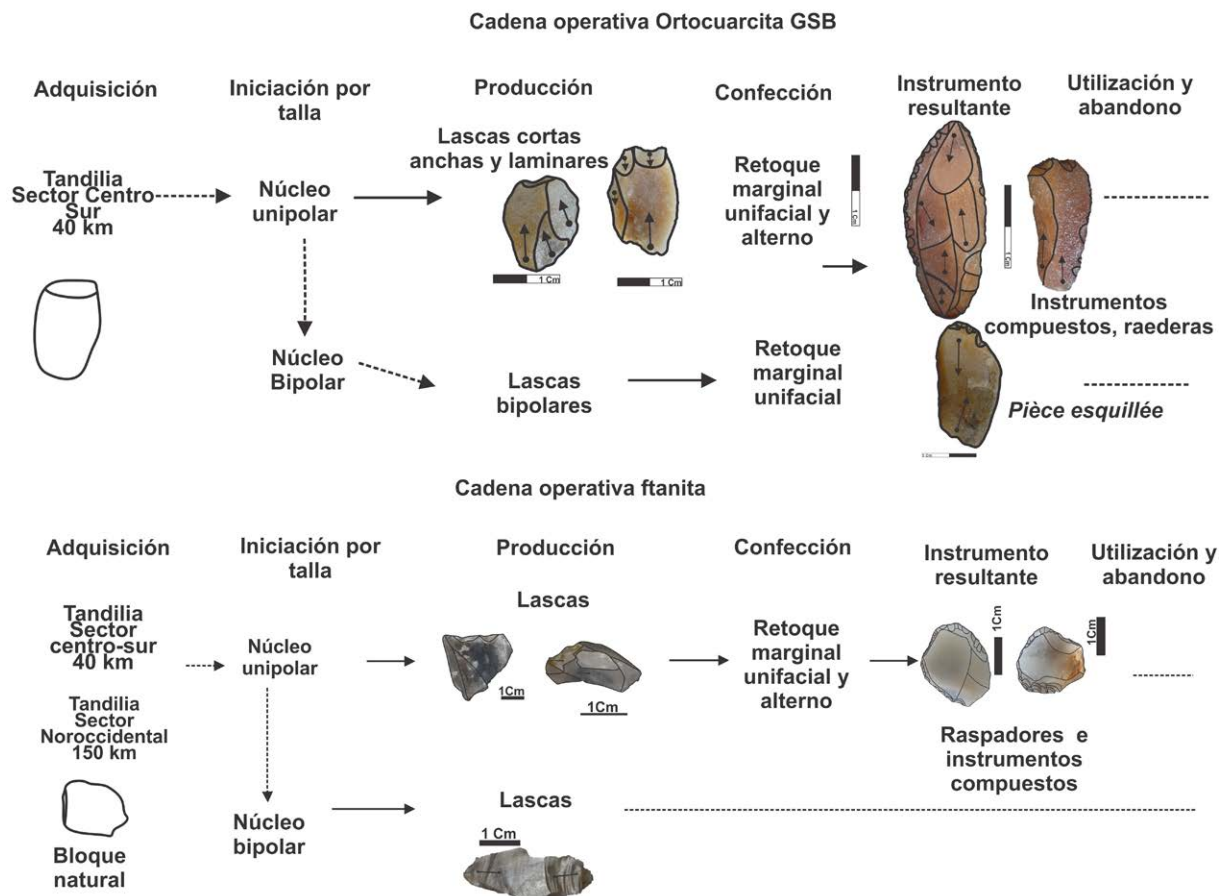 Cadena operativa Ortocuarcita GSB
Adquisición
Iniciación por
talla
Producción
Confección
Instrumento
resultante
Utilización y
abandono
Tandilia
Sector Centro
Sur
40 km
Núcleo
unipolar
Lascas cortas
anchas y laminares
1 Cm
1 Cm
Retoque
marginal
unifacial y
alterno
1 Cm
1 Cm
Instrumentos
compuestos, raederas
Núcleo
Bipolar
Lascas
bipolares
Retoque
marginal
unifacial
Pièce esquillée
Cadena operativa ftanita
Adquisición
Iniciación por
talla
Producción
Confección
Instrumento
resultante
Utilización y
abandono
Tandilia
Sector
centro-sur
40 km
Tandilia
Sector
Noroccidental
150 km
Bloque
natural
Núcleo
unipolar
Lascas
1Cm
1Cm
Retoque
marginal
unifacial y
alterno
1Cm
1Cm
Raspadores e
instrumentos
compuestos
Núcleo
bipolar
Lascas
1 Cm